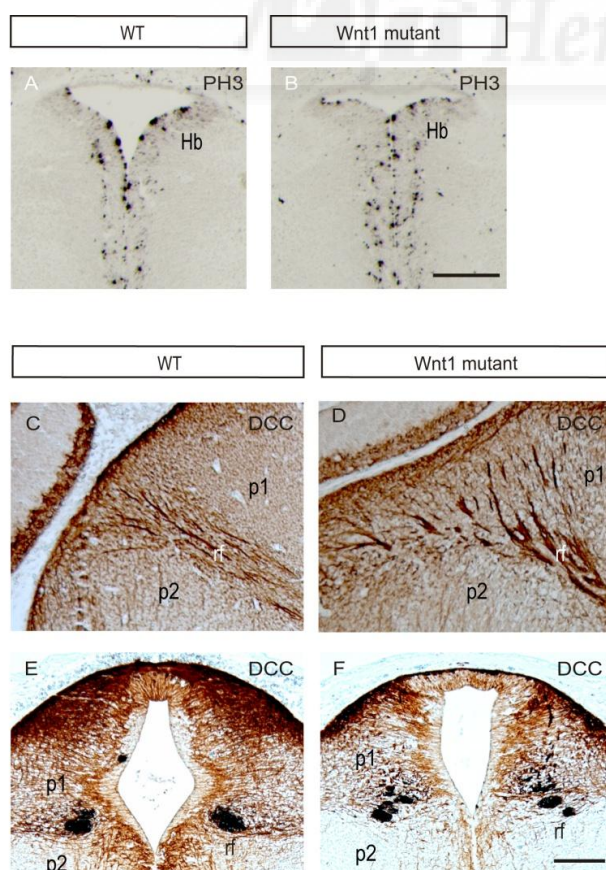 WT Wnt1 mutant
A PH3 B PH3
Hb Hb
WT Wnt1 mutant
C DCC D DCC
p1 p1
rf rf
p2 p2
E DCC F DCC
p1 p1
rf rf
p2 p2